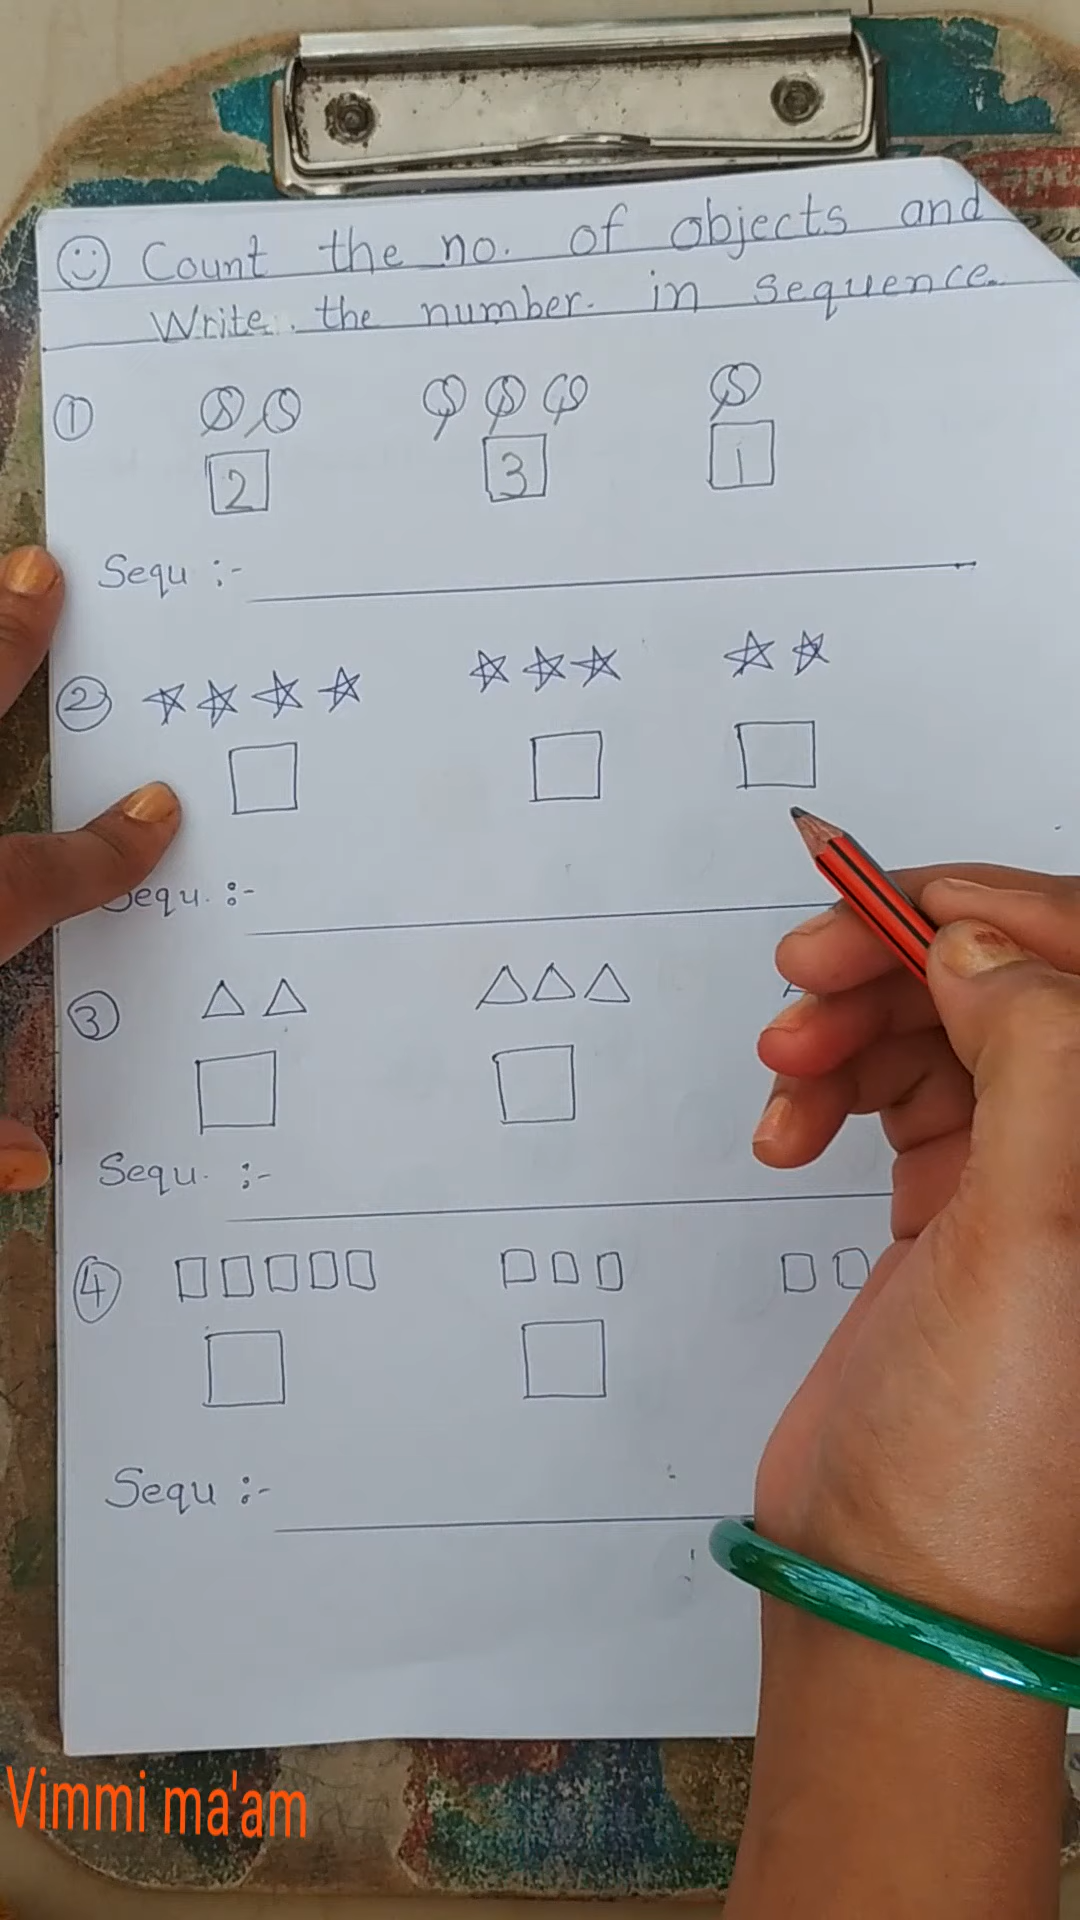 Count the no. of objects and
Write. the number. in sequence.
1
2 3 1
Sequ :-
2
Sequ. :-
3
Sequ. :-
4
Sequ :-
Vimmi ma'am